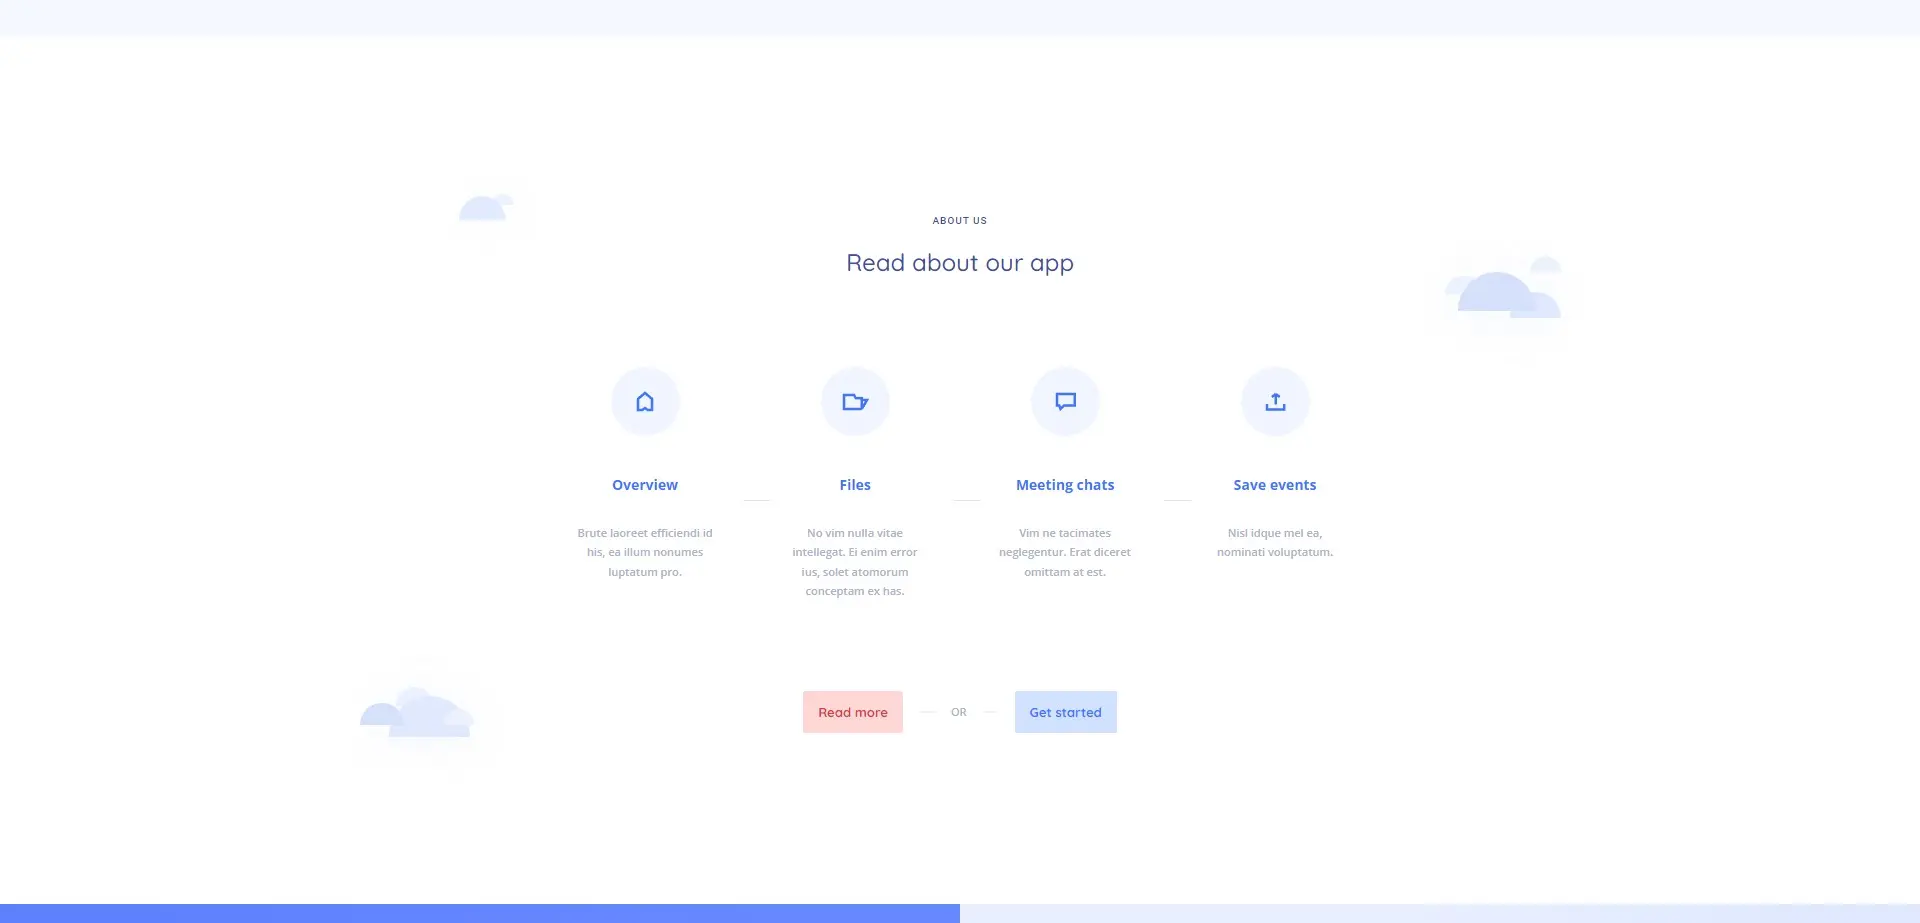 ABOUT US
Read about our app
Overview
Brute laoreet efficiendi id
his, ea illum nonumes
luptatum pro.
Files
No vim nulla vitae
intellegat. Ei enim error
ius, solet atomorum
conceptam ex has.
Meeting chats
Vim ne tacimates
neglegentur. Erat diceret
omittam at est.
Save events
Nisl idque mel ea,
nominati voluptatum.
Read more
OR
Get started